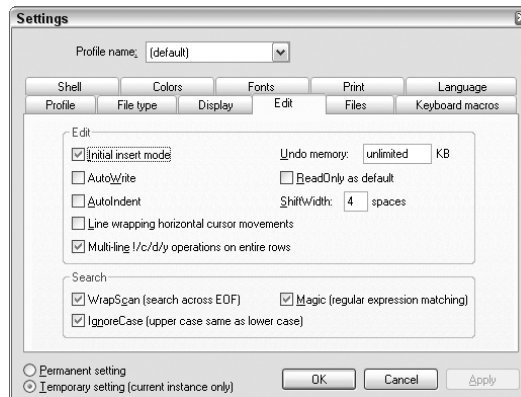 Settings
Profile name: (default)
Shell Colors Fonts Print Language
Profile File type Display Edit Files Keyboard macros
Edit
Initial insert mode Undo memory: unlimited KB
AutoWrite ReadOnly as default
AutoIndent ShiftWidth: 4 spaces
Line wrapping horizontal cursor movements
Multi-line !/c/d/y operations on entire rows
Search
WrapScan (search across EOF) Magic (regular expression matching)
IgnoreCase (upper case same as lower case)
Permanent setting
Temporary setting (current instance only)
OK Cancel Apply